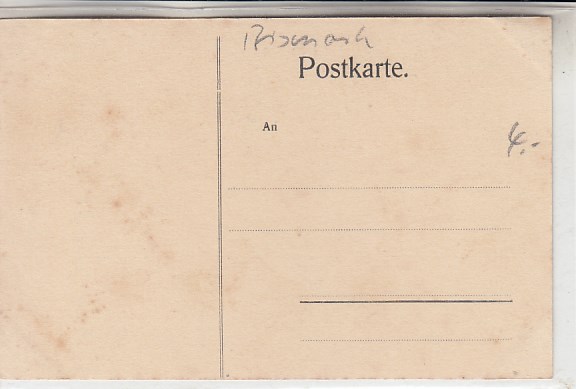 Bismarck
Postkarte.
An
4.-